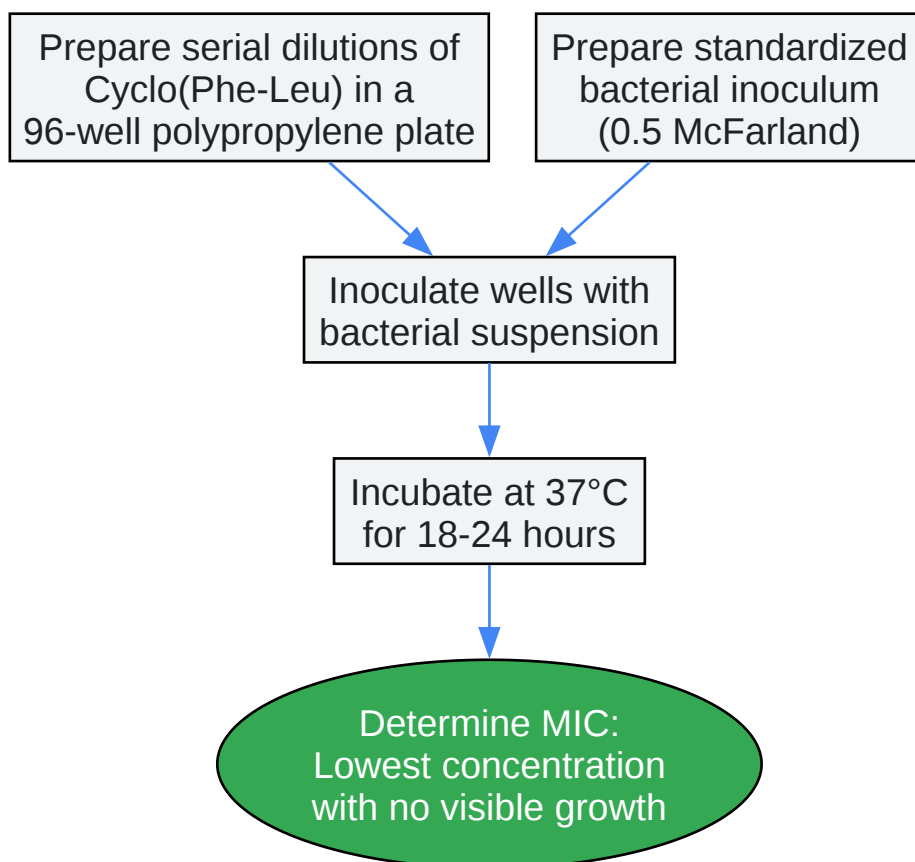 Prepare serial dilutions of
Cyclo(Phe-Leu) in a
96-well polypropylene plate
Prepare standardized
bacterial inoculum
(0.5 McFarland)
Inoculate wells with
bacterial suspension
Incubate at 37°C
for 18-24 hours
Determine MIC:
Lowest concentration
with no visible growth